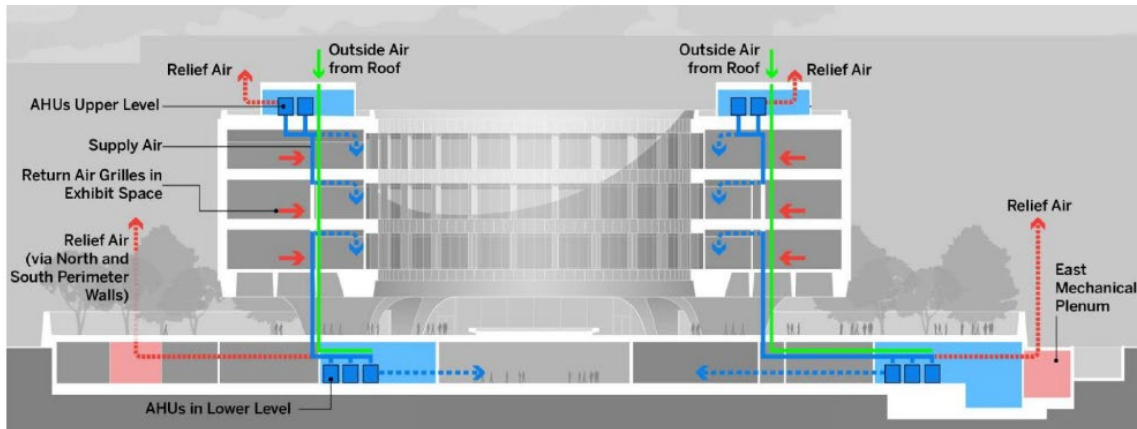 Outside Air
from Roof
Relief Air
AHUs Upper Level
Supply Air
Return Air Grilles in
Exhibit Space
Relief Air
(via North and
South Perimeter
Walls)
AHUs in Lower Level
Outside Air
from Roof
Relief Air
Relief Air
East
Mechanical
Plenum